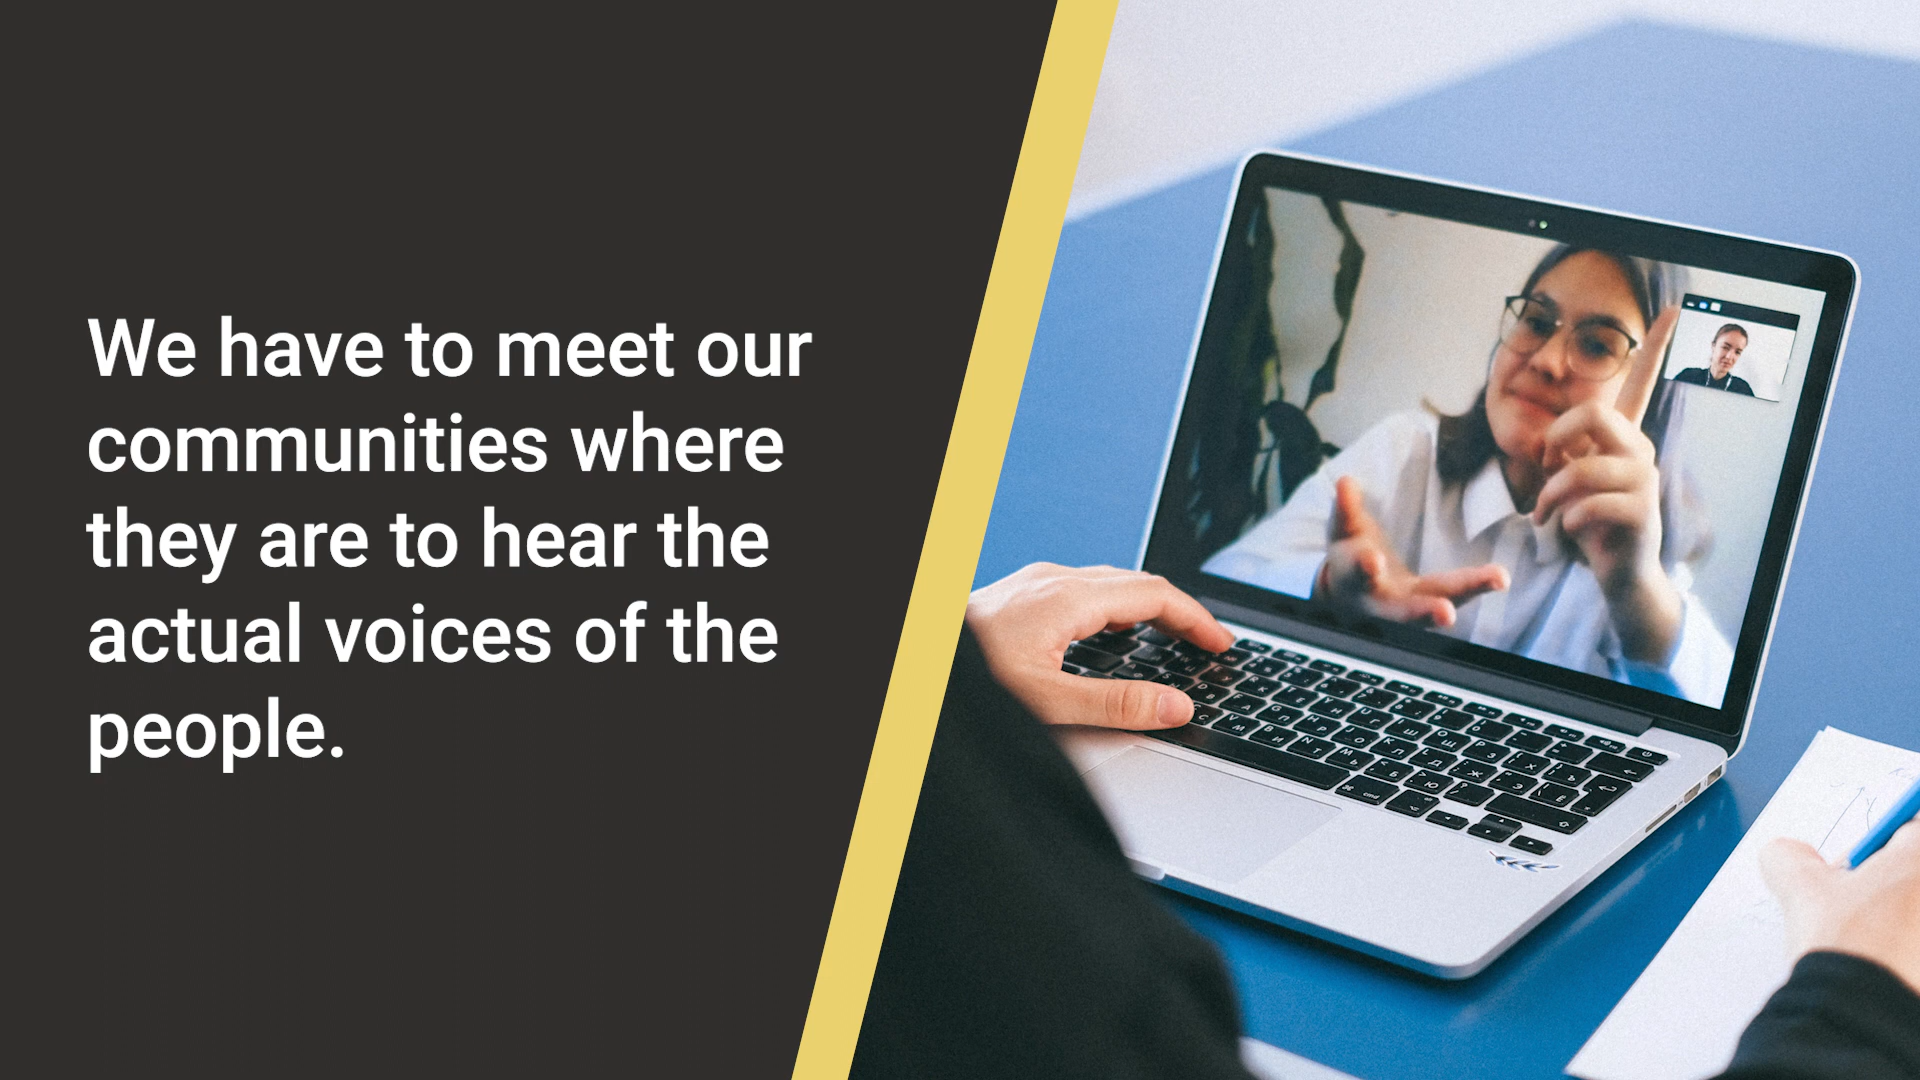 We have to meet our
communities where
they are to hear the
actual voices of the
people.